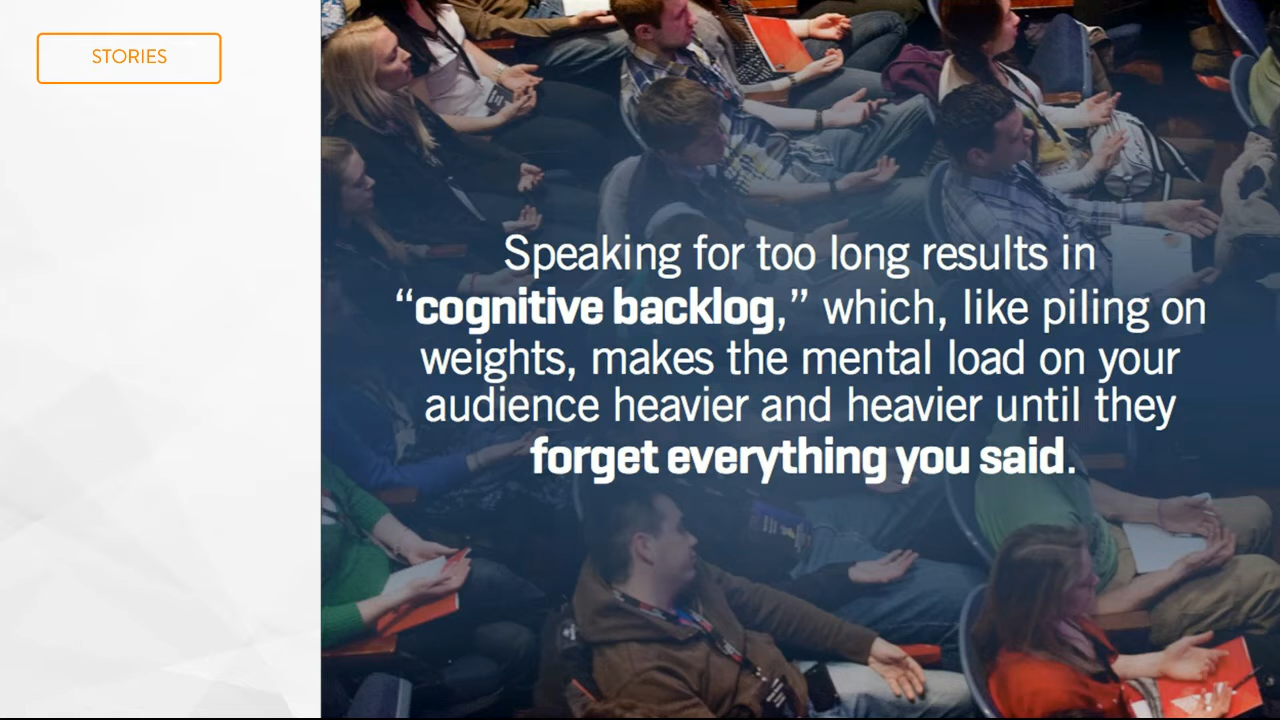 STORIES
Speaking for too long results in
“cognitive backlog,” which, like piling on
weights, makes the mental load on your
audience heavier and heavier until they
forget everything you said.